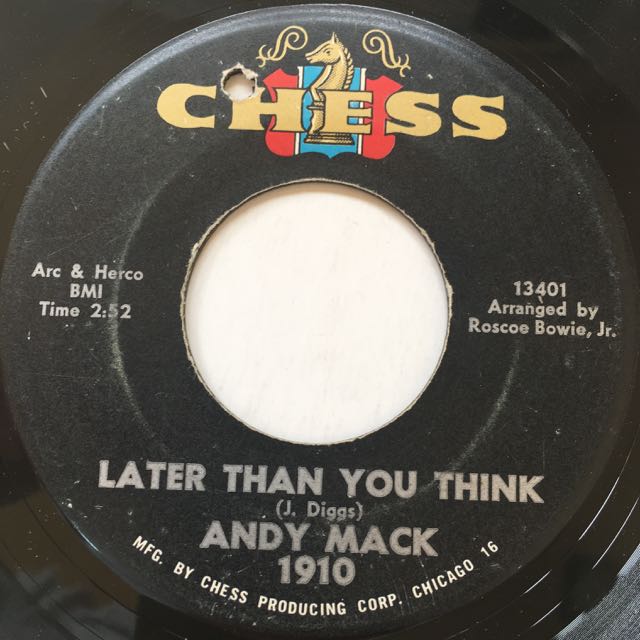 CHESS
Arc & Herco
BMI
Time 2:52
13401
Arranged by
Roscoe Bowie, Jr.
LATER THAN YOU THINK
(J. Diggs)
ANDY MACK
1910
MFG. BY CHESS PRODUCING CORP. CHICAGO 16